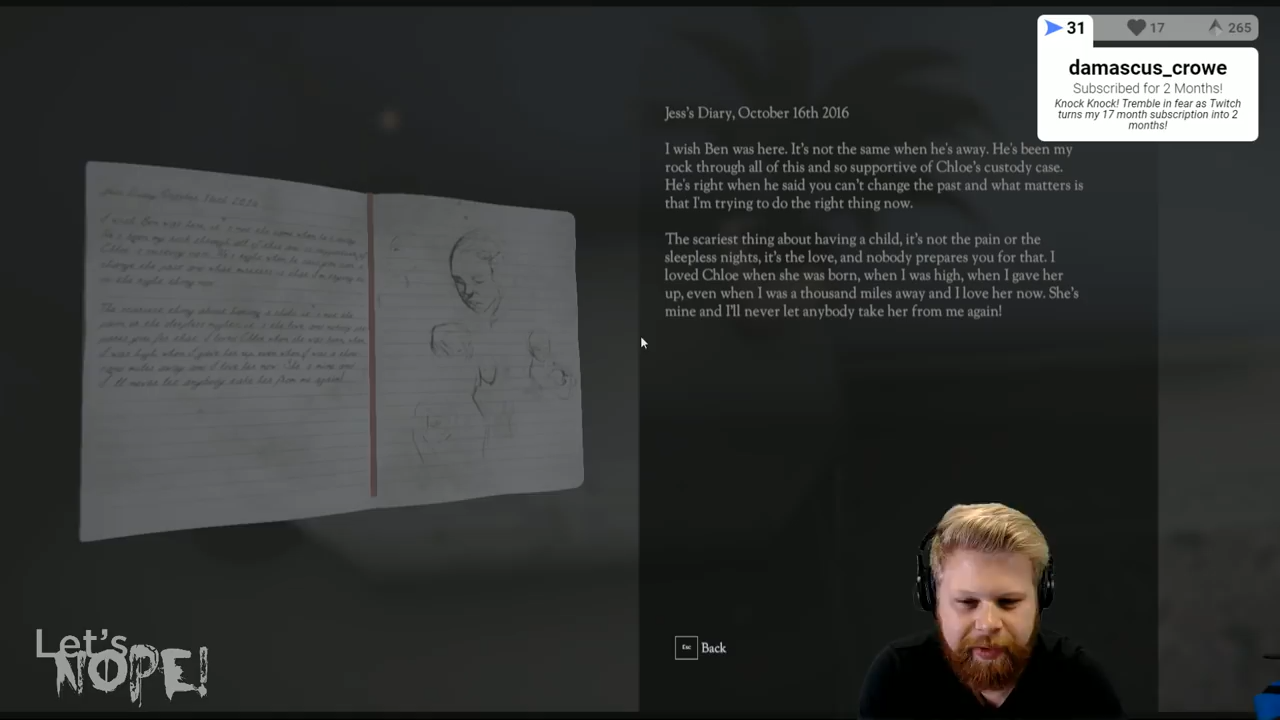 31
17
265
damascus_crowe
Subscribed for 2 Months!
Knock Knock! Tremble in fear as Twitch
turns my 17 month subscription into 2
months!
Jess's Diary, October 16th 2016
I wish Ben was here. It's not the same when he's away. He's been my
rock through all of this and so supportive of Chloe's custody case.
He's right when he said you can't change the past and what matters is
that I'm trying to do the right thing now.
The scariest thing about having a child, it's not the pain or the
sleepless nights, it's the love, and nobody prepares you for that. I
loved Chloe when she was born, when I was high, when I gave her
up, even when I was a thousand miles away and I love her now. She's
mine and I'll never let anybody take her from me again!
Esc Back
Let's
NOPE!